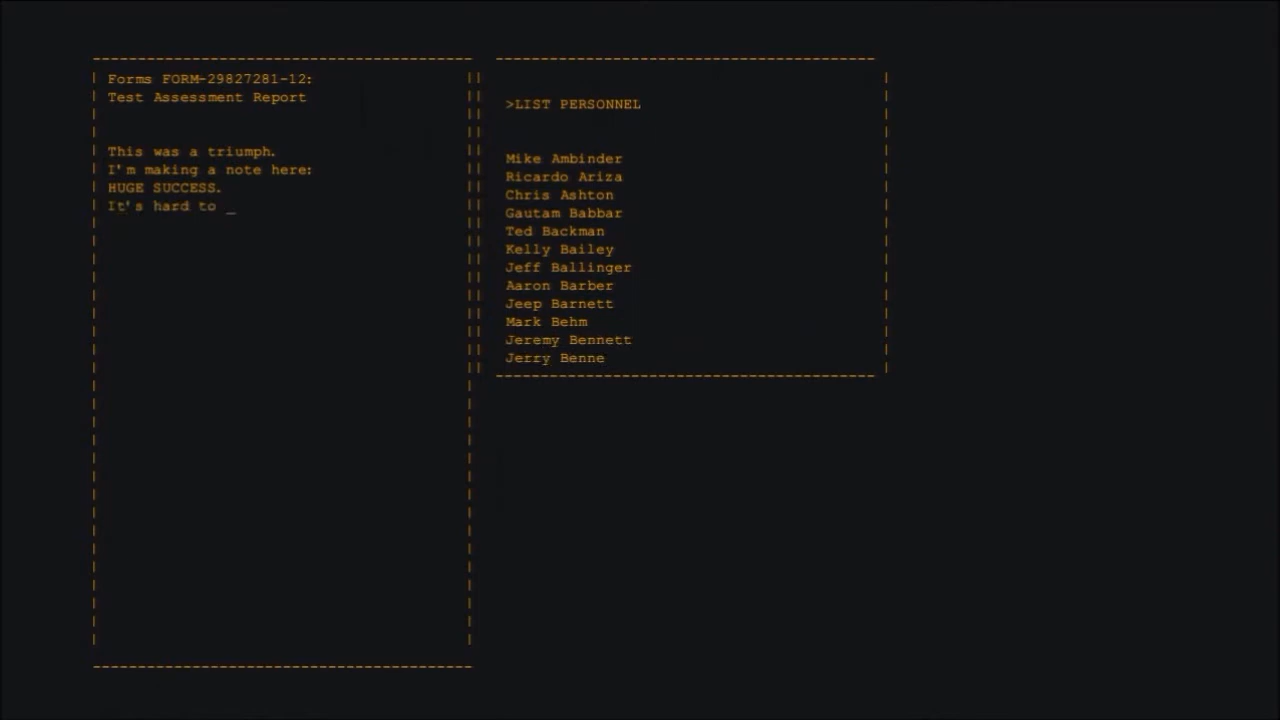 Forms FORM-29827281-12:
Test Assessment Report
This was a triumph.
I'm making a note here:
HUGE SUCCESS.
It's hard to _
>LIST PERSONNEL
Mike Ambinder
Ricardo Ariza
Chris Ashton
Gautam Babbar
Ted Backman
Kelly Bailey
Jeff Ballinger
Aaron Barber
Jeep Barnett
Mark Behm
Jeremy Bennett
Jerry Benne